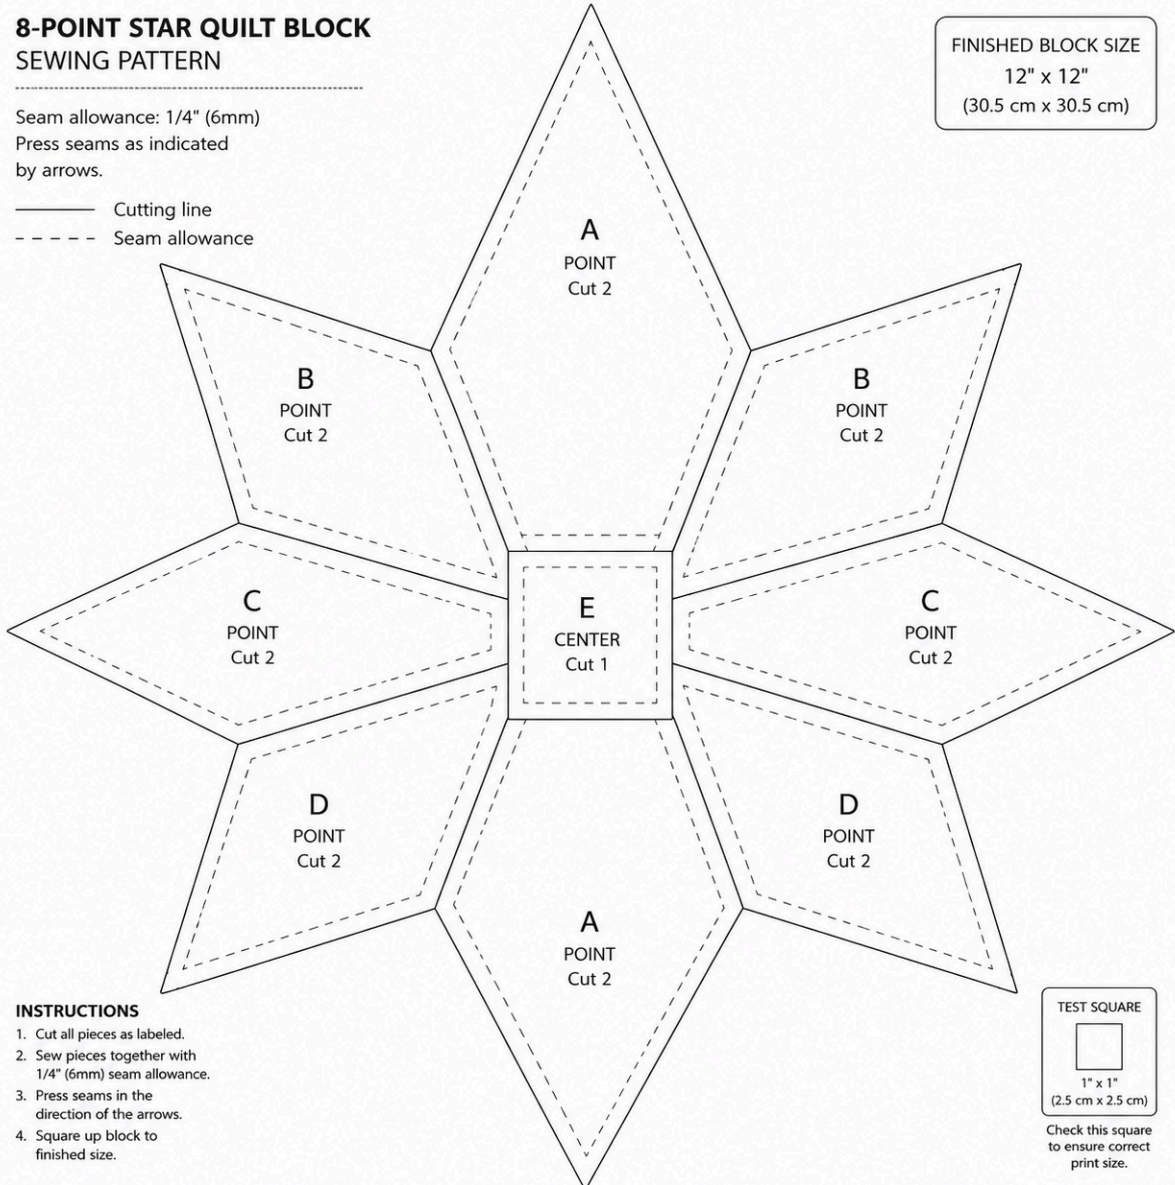 8-POINT STAR QUILT BLOCK
SEWING PATTERN
Seam allowance: 1/4" (6mm)
Press seams as indicated
by arrows.
Cutting line
Seam allowance
FINISHED BLOCK SIZE
12" x 12"
(30.5 cm x 30.5 cm)
A
POINT
Cut 2
B
POINT
Cut 2
B
POINT
Cut 2
C
POINT
Cut 2
E
CENTER
Cut 1
C
POINT
Cut 2
D
POINT
Cut 2
D
POINT
Cut 2
A
POINT
Cut 2
INSTRUCTIONS
1. Cut all pieces as labeled.
2. Sew pieces together with
1/4" (6mm) seam allowance.
3. Press seams in the
direction of the arrows.
4. Square up block to
finished size.
TEST SQUARE
1" x 1"
(2.5 cm x 2.5 cm)
Check this square
to ensure correct
print size.